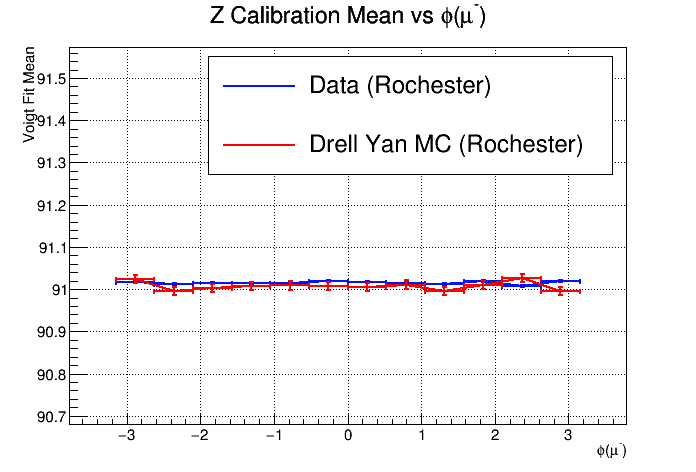 Z Calibration Mean vs ϕ(μ⁻)
Voigt Fit Mean
Data (Rochester)
Drell Yan MC (Rochester)
91.5
91.4
91.3
91.2
91.1
91
90.9
90.8
90.7
−3 −2 −1 0 1 2 3
ϕ(μ⁻)